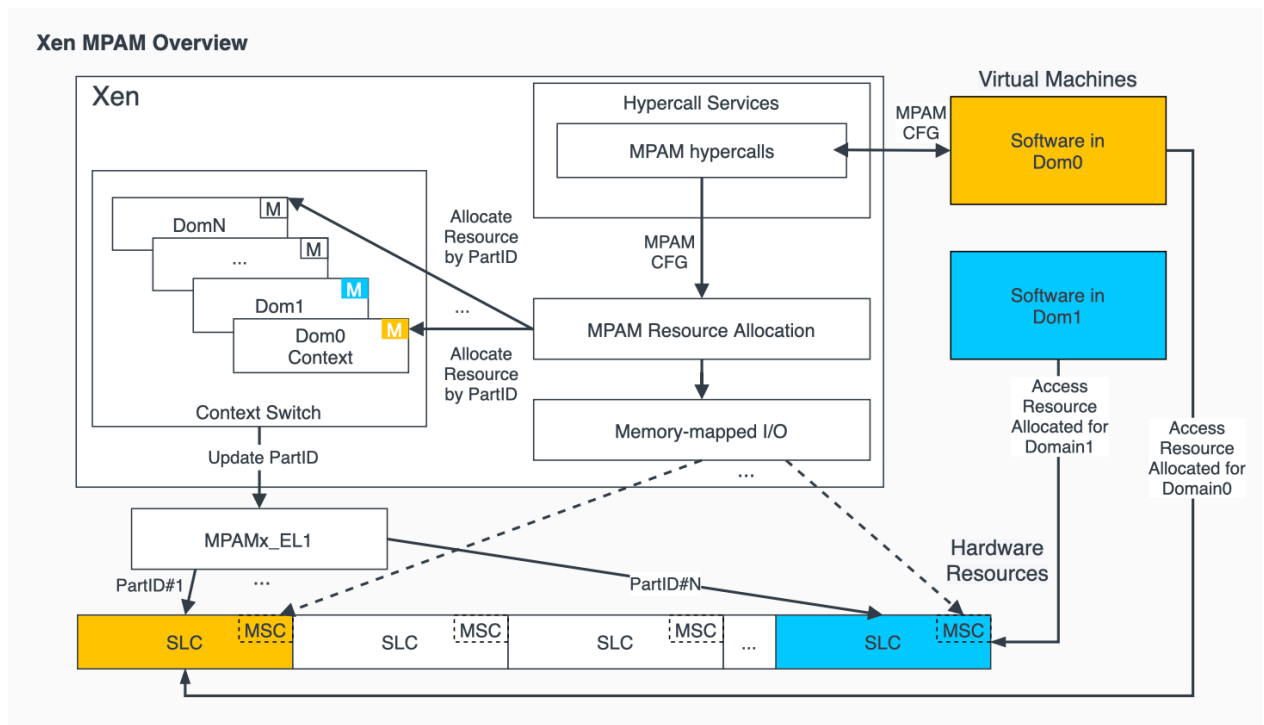 Xen MPAM Overview
Xen
Hypercall Services
MPAM hypercalls
MPAM
CFG
Virtual Machines
Software in
Dom0
DomN
M
...
M
Dom1
M
Dom0
Context
M
Context Switch
Allocate
Resource
by PartID
...
Allocate
Resource
by PartID
MPAM
CFG
MPAM Resource Allocation
Memory-mapped I/O
...
Software in
Dom1
Access
Resource
Allocated for
Domain1
Access
Resource
Allocated for
Domain0
Update PartID
MPAMx_EL1
PartID#1
...
PartID#N
Hardware
Resources
SLC
MSC
SLC
MSC
SLC
MSC
...
SLC
MSC